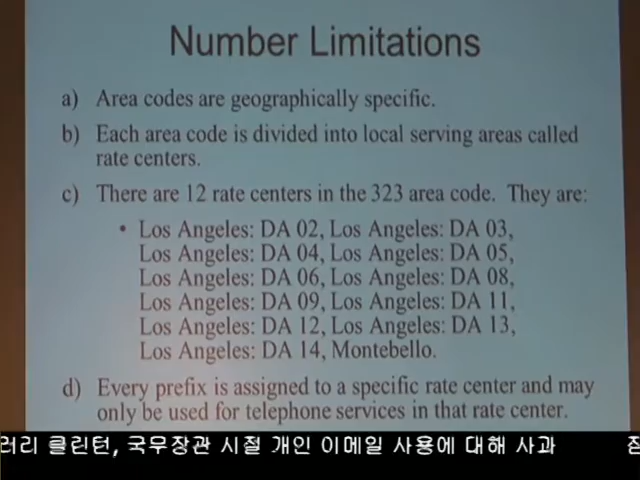 Number Limitations
a) Area codes are geographically specific.
b) Each area code is divided into local serving areas called
rate centers.
c) There are 12 rate centers in the 323 area code. They are:
• Los Angeles: DA 02, Los Angeles: DA 03,
Los Angeles: DA 04, Los Angeles: DA 05,
Los Angeles: DA 06, Los Angeles: DA 08,
Los Angeles: DA 09, Los Angeles: DA 11,
Los Angeles: DA 12, Los Angeles: DA 13,
Los Angeles: DA 14, Montebello.
d) Every prefix is assigned to a specific rate center and may
only be used for telephone services in that rate center.
러리 클린턴, 국무장관 시절 개인 이메일 사용에 대해 사과